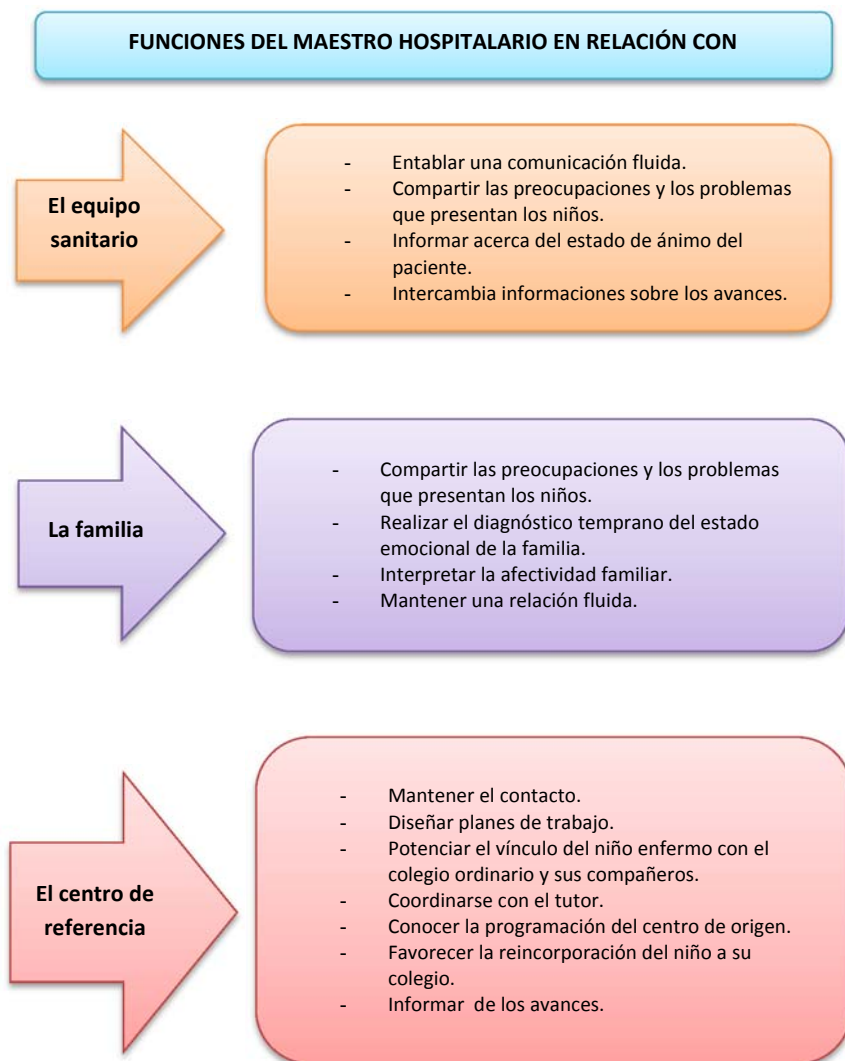 FUNCIONES DEL MAESTRO HOSPITALARIO EN RELACIÓN CON
El equipo
sanitario
- Entablar una comunicación fluida.
- Compartir las preocupaciones y los problemas
que presentan los niños.
- Informar acerca del estado de ánimo del
paciente.
- Intercambia informaciones sobre los avances.
La familia
- Compartir las preocupaciones y los problemas
que presentan los niños.
- Realizar el diagnóstico temprano del estado
emocional de la familia.
- Interpretar la afectividad familiar.
- Mantener una relación fluida.
El centro de
referencia
- Mantener el contacto.
- Diseñar planes de trabajo.
- Potenciar el vínculo del niño enfermo con el
colegio ordinario y sus compañeros.
- Coordinarse con el tutor.
- Conocer la programación del centro de origen.
- Favorecer la reincorporación del niño a su
colegio.
- Informar de los avances.